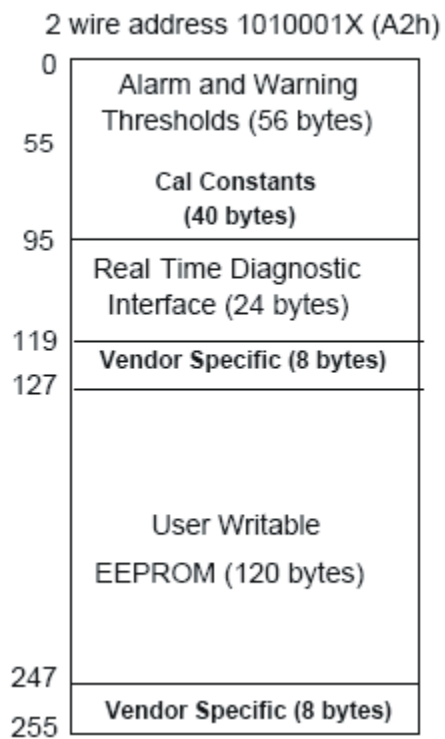 2 wire address 1010001X (A2h)
0
Alarm and Warning
Thresholds (56 bytes)
55
Cal Constants
(40 bytes)
95
Real Time Diagnostic
Interface (24 bytes)
119
Vendor Specific (8 bytes)
127
User Writable
EEPROM (120 bytes)
247
Vendor Specific (8 bytes)
255